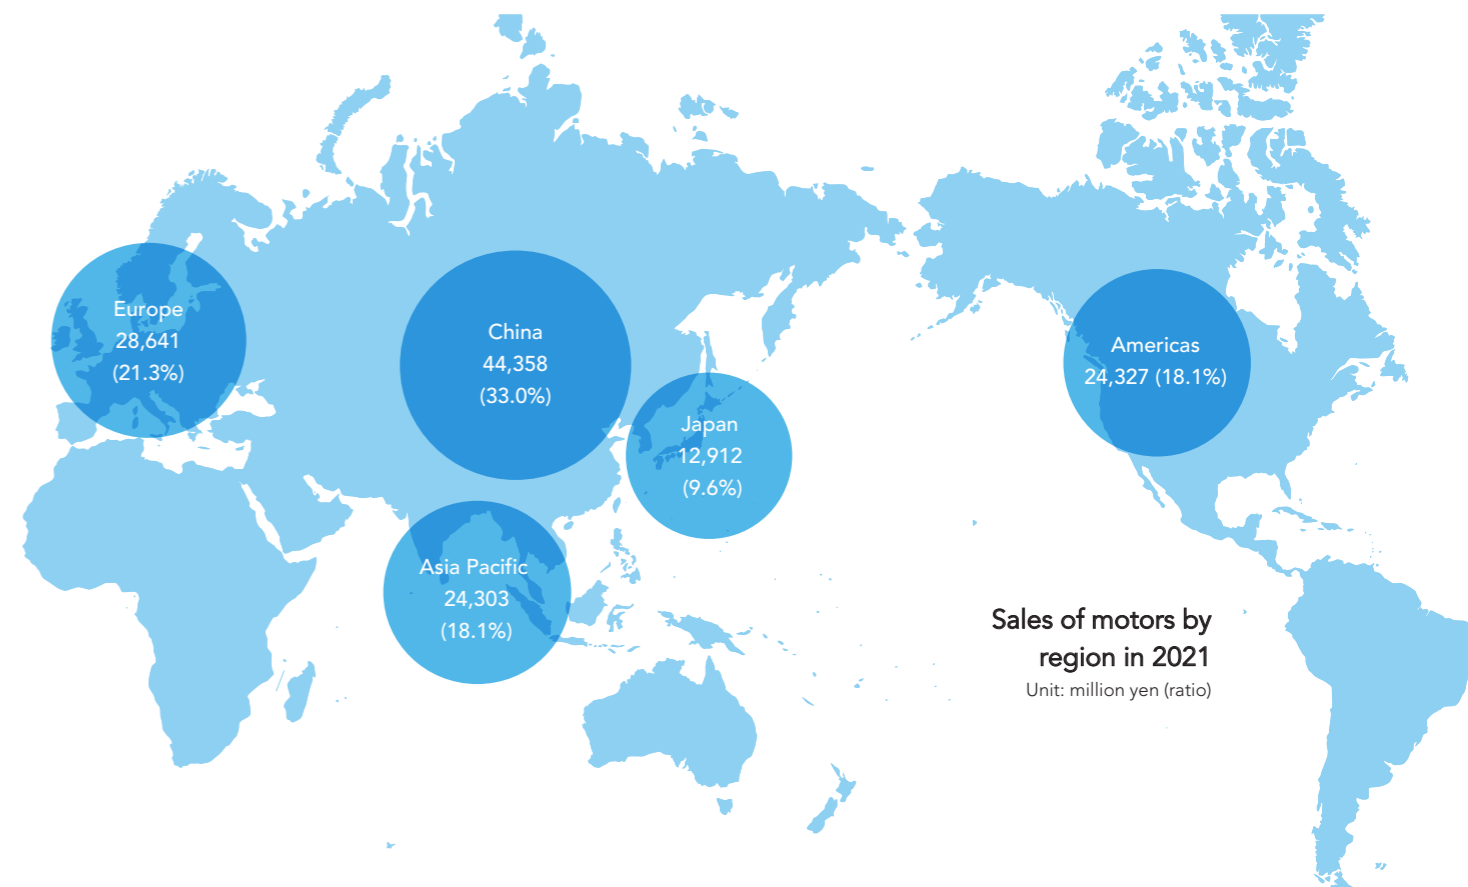 Europe
28,641
(21.3%)
China
44,358
(33.0%)
Japan
12,912
(9.6%)
Americas
24,327 (18.1%)
Asia Pacific
24,303
(18.1%)
Sales of motors by
region in 2021
Unit: million yen (ratio)